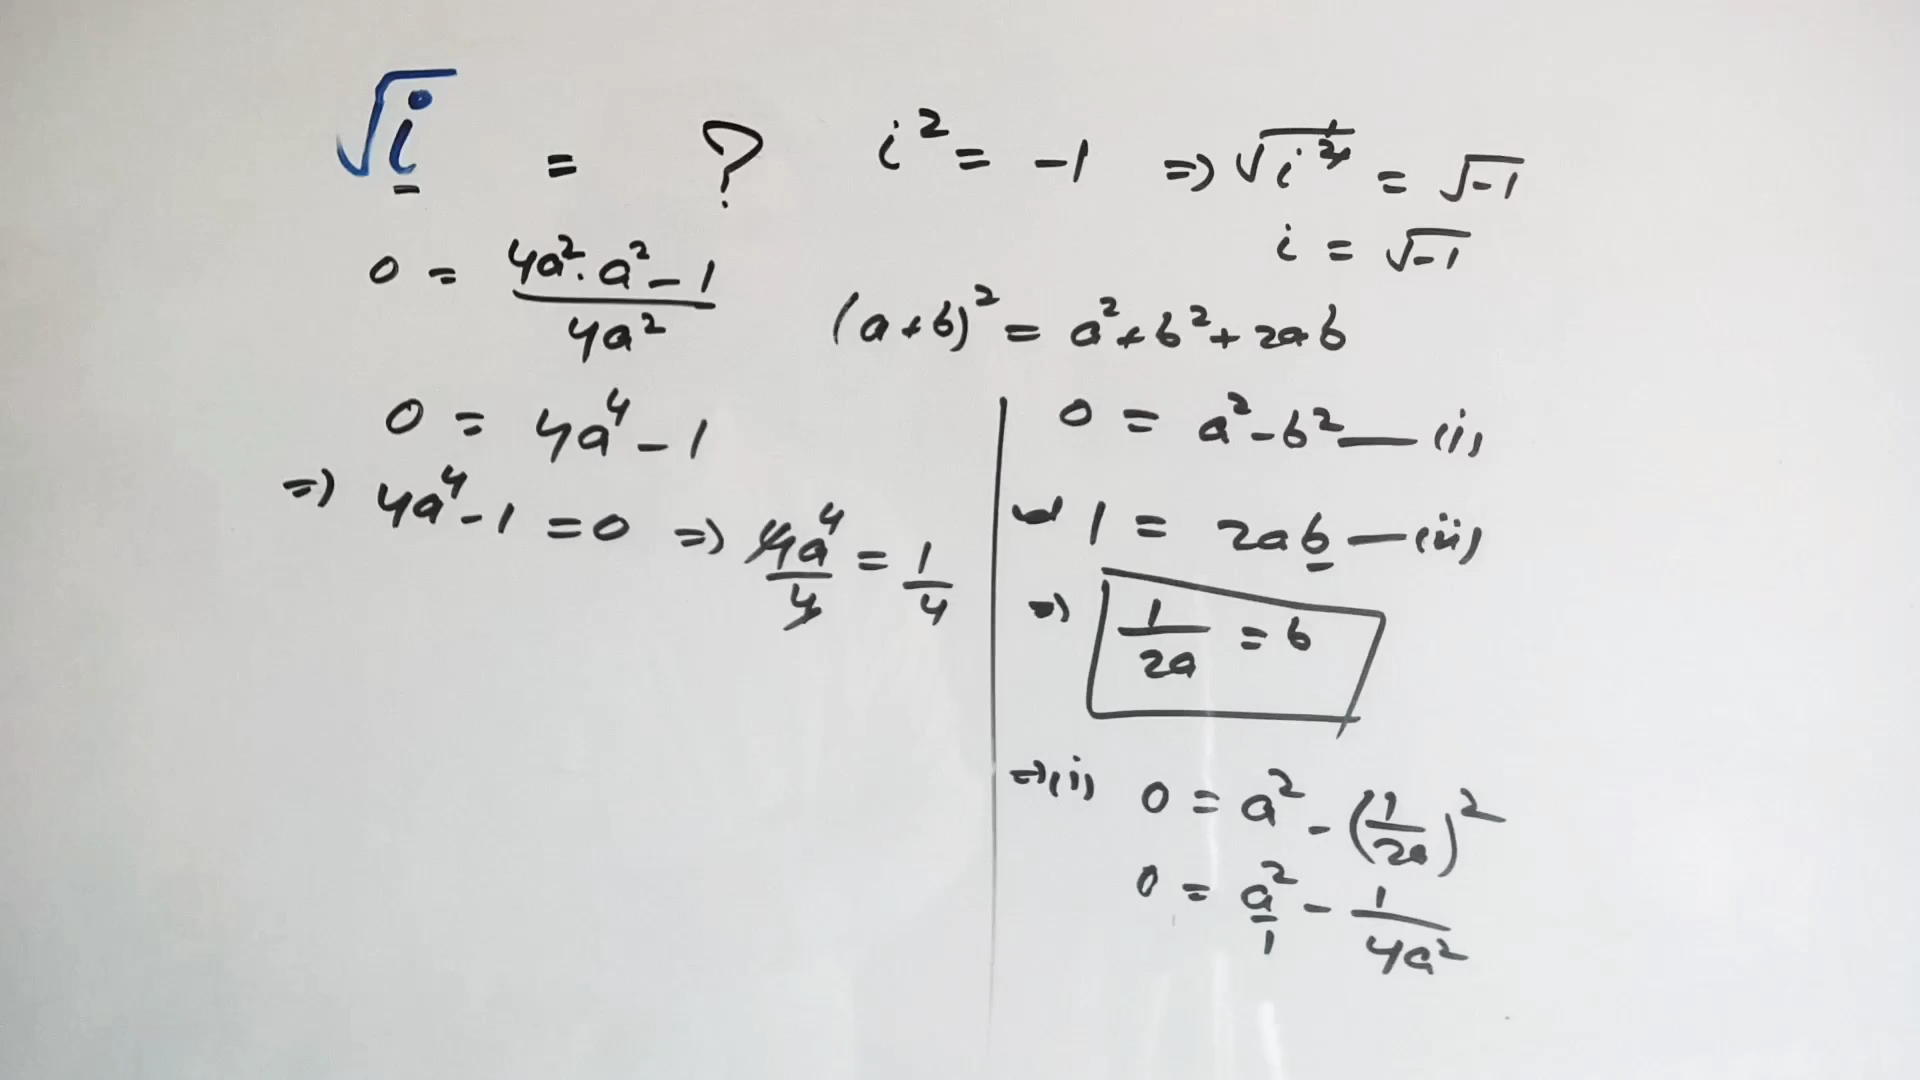 √i = ? i² = -1 ⇒ √i² = √-1
i = √-1
0 = (4a².a² - 1)/4a²
(a+b)² = a²+b²+2ab
0 = 4a⁴ - 1
⇒ 4a⁴-1 = 0 ⇒ 4a⁴/4 = 1/4
0 = a²-b² — (i)
1 = 2ab — (ii)
⇒ 1/2a = b
⇒(i) 0 = a² - (1/2a)²
0 = a²/1 - 1/4a²